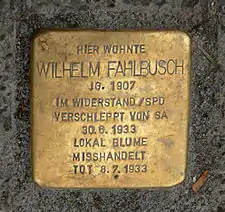 HIER WOHNTE
WILHELM FAHLBUSCH
JG. 1907
IM WIDERSTAND/SPD
VERSCHLEPPT VON SA
30.6.1933
LOKAL BLUME
MISSHANDELT
TOT 8.7.1933